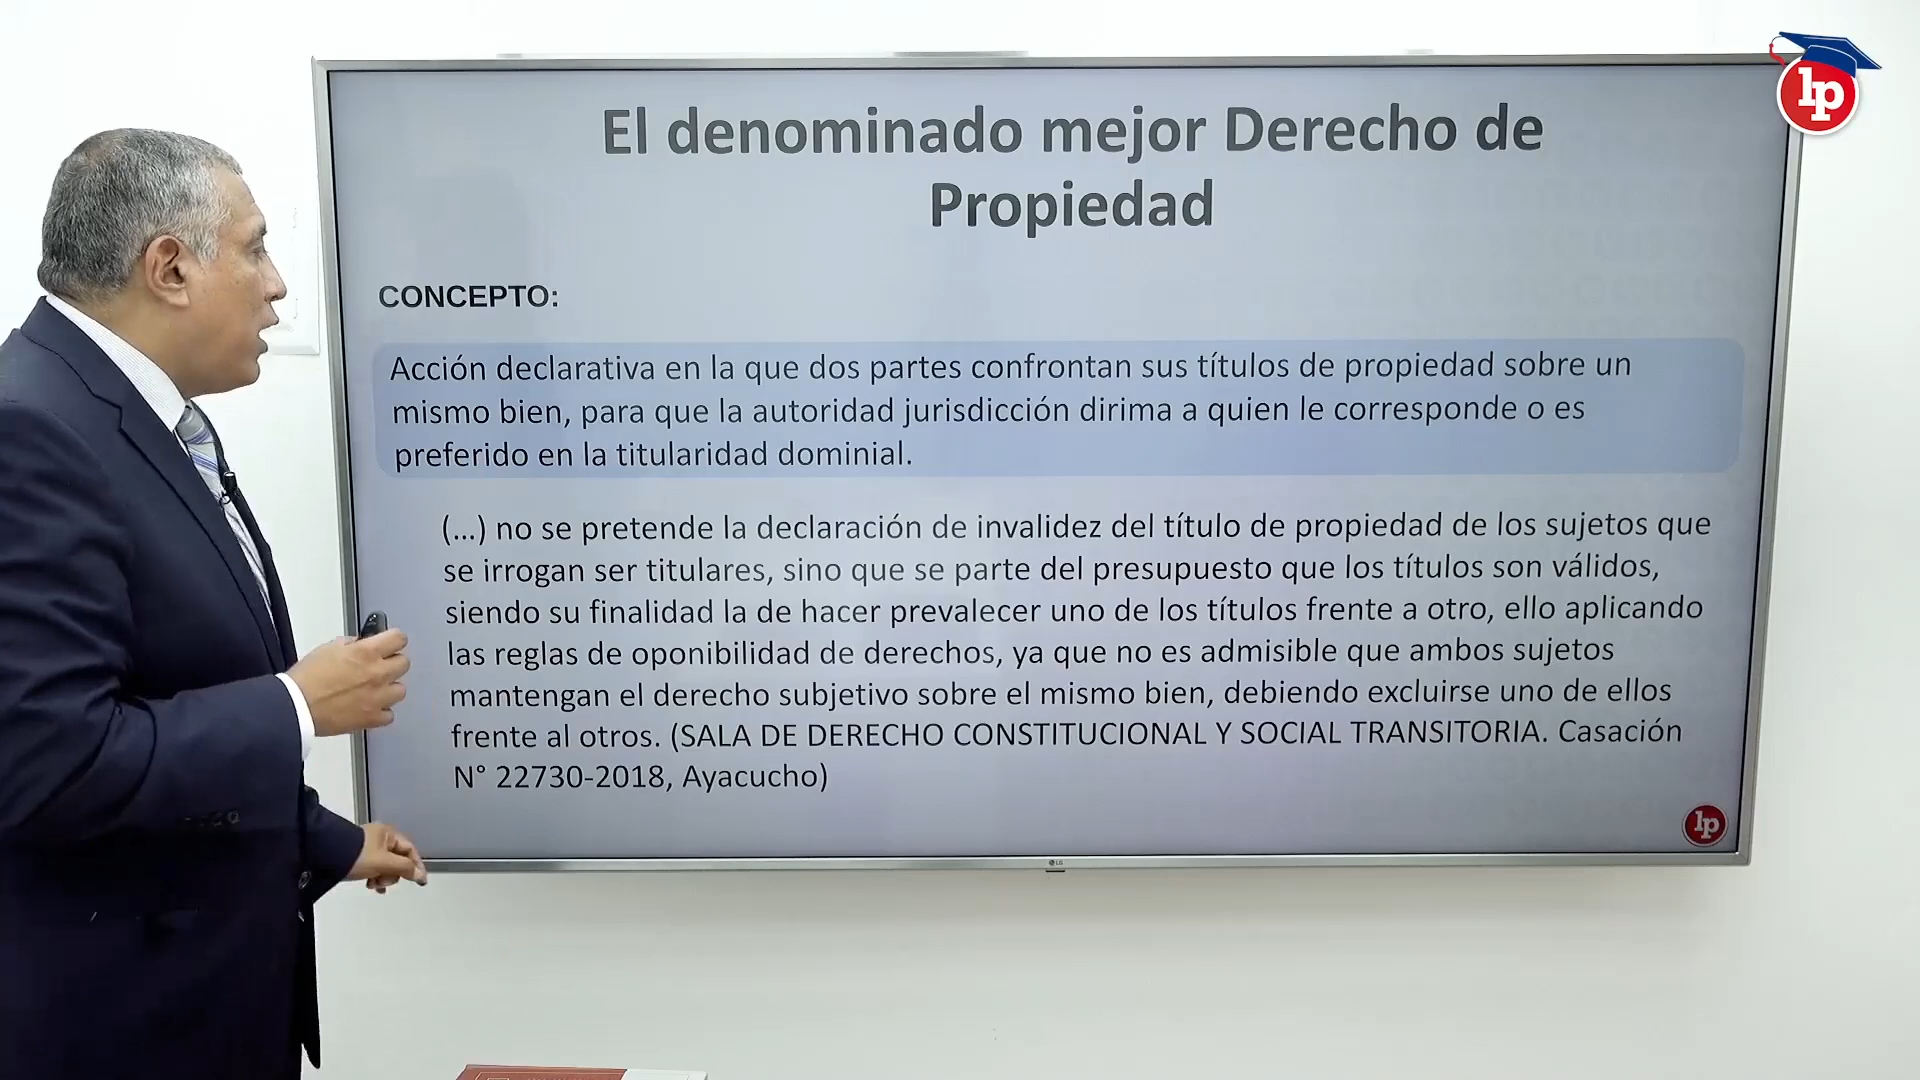 lp
El denominado mejor Derecho de
Propiedad
CONCEPTO:
Acción declarativa en la que dos partes confrontan sus títulos de propiedad sobre un
mismo bien, para que la autoridad jurisdicción dirima a quien le corresponde o es
preferido en la titularidad dominial.
(...) no se pretende la declaración de invalidez del título de propiedad de los sujetos que
se irrogan ser titulares, sino que se parte del presupuesto que los títulos son válidos,
siendo su finalidad la de hacer prevalecer uno de los títulos frente a otro, ello aplicando
las reglas de oponibilidad de derechos, ya que no es admisible que ambos sujetos
mantengan el derecho subjetivo sobre el mismo bien, debiendo excluirse uno de ellos
frente al otros. (SALA DE DERECHO CONSTITUCIONAL Y SOCIAL TRANSITORIA. Casación
N° 22730-2018, Ayacucho)
lp
LG